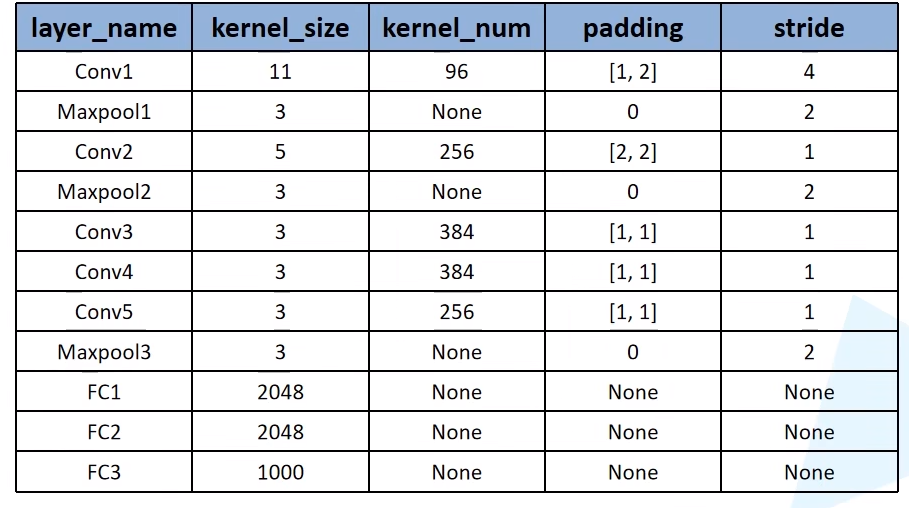 layer_name kernel_size kernel_num padding stride
Conv1 11 96 [1, 2] 4
Maxpool1 3 None 0 2
Conv2 5 256 [2, 2] 1
Maxpool2 3 None 0 2
Conv3 3 384 [1, 1] 1
Conv4 3 384 [1, 1] 1
Conv5 3 256 [1, 1] 1
Maxpool3 3 None 0 2
FC1 2048 None None None
FC2 2048 None None None
FC3 1000 None None None